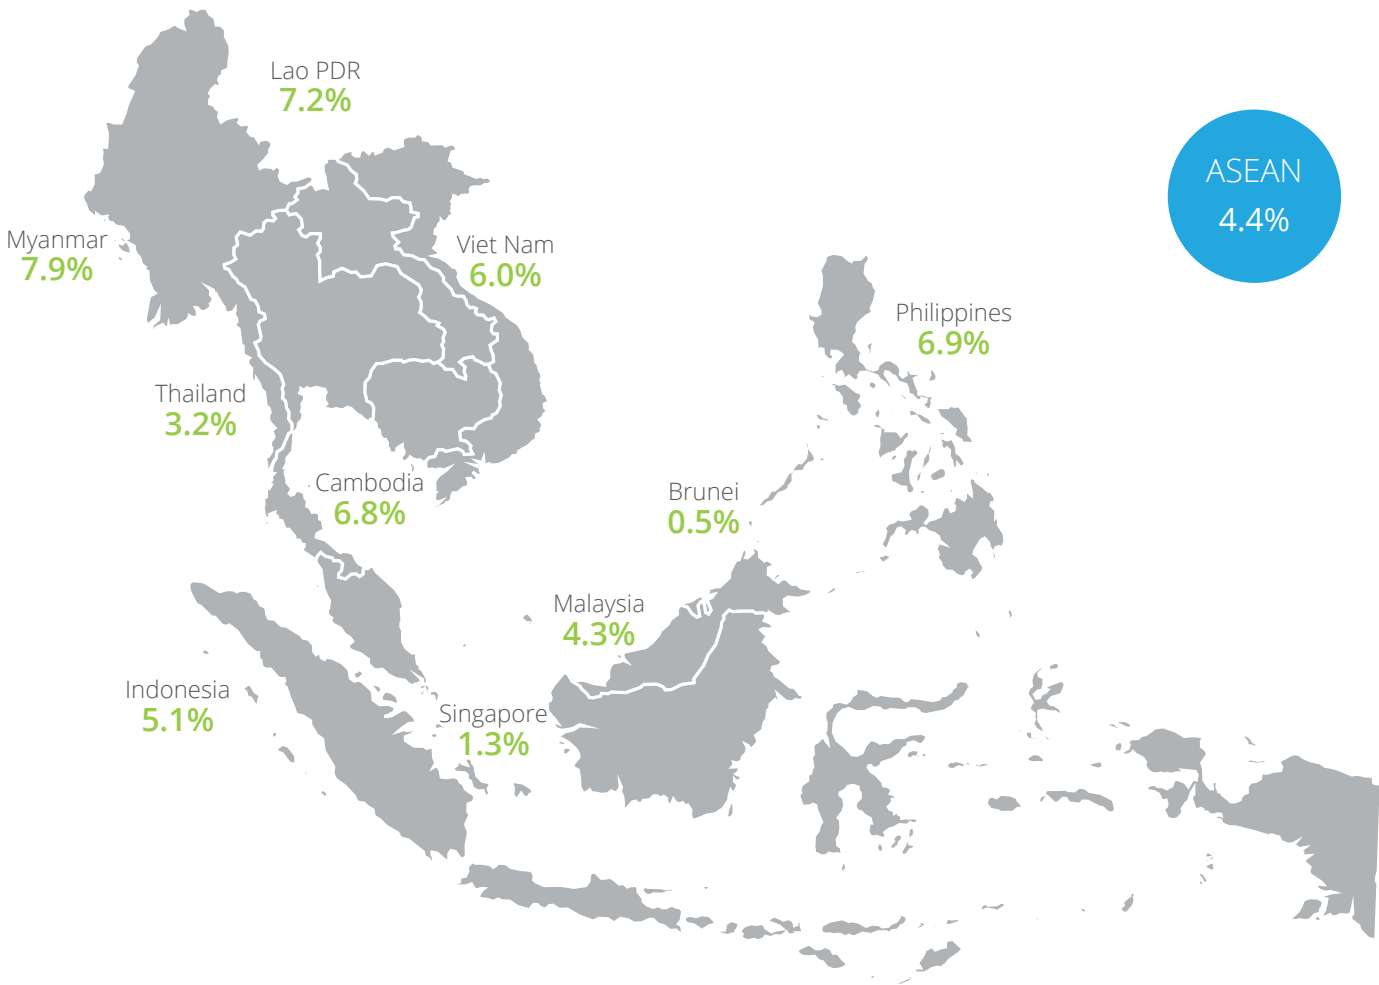 Lao PDR
7.2%
ASEAN
4.4%
Myanmar
7.9%
Viet Nam
6.0%
Philippines
6.9%
Thailand
3.2%
Cambodia
6.8%
Brunei
0.5%
Malaysia
4.3%
Indonesia
5.1%
Singapore
1.3%